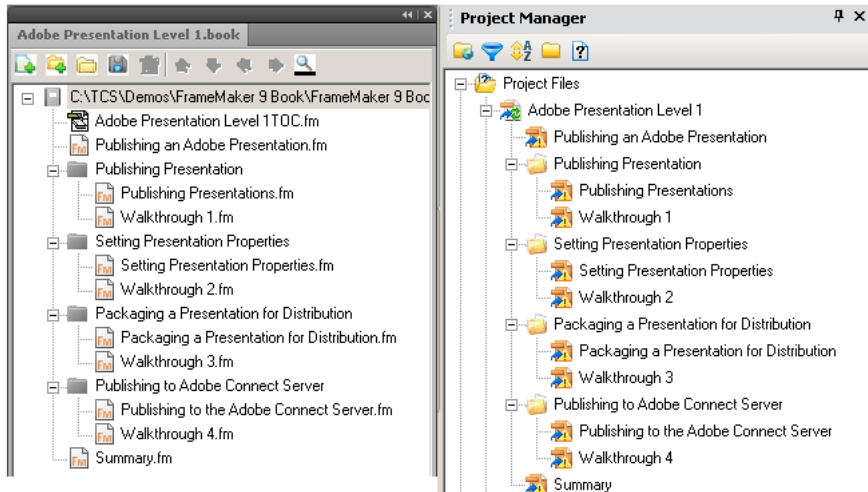 Adobe Presentation Level 1.book
C:\TCS\Demos\FrameMaker 9 Book\FrameMaker 9 Boo
Adobe Presentation Level 1TOC.fm
Publishing an Adobe Presentation.fm
Publishing Presentation
Publishing Presentations.fm
Walkthrough 1.fm
Setting Presentation Properties
Setting Presentation Properties.fm
Walkthrough 2.fm
Packaging a Presentation for Distribution
Packaging a Presentation for Distribution.fm
Walkthrough 3.fm
Publishing to Adobe Connect Server
Publishing to the Adobe Connect Server.fm
Walkthrough 4.fm
Summary.fm
Project Manager
Project Files
Adobe Presentation Level 1
Publishing an Adobe Presentation
Publishing Presentation
Publishing Presentations
Walkthrough 1
Setting Presentation Properties
Setting Presentation Properties
Walkthrough 2
Packaging a Presentation for Distribution
Packaging a Presentation for Distribution
Walkthrough 3
Publishing to Adobe Connect Server
Publishing to the Adobe Connect Server
Walkthrough 4
Summary